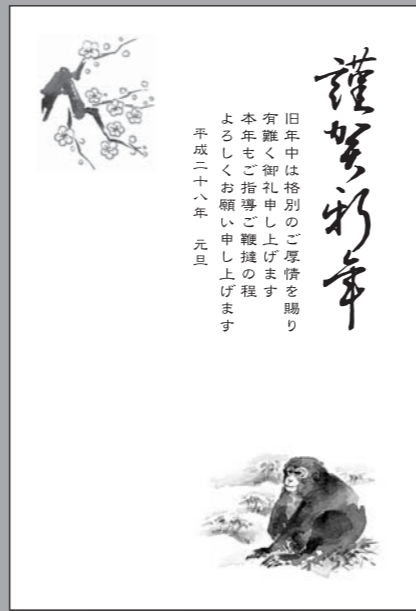 謹賀新年
旧年中は格別のご厚情を賜り
有難く御礼申し上げます
本年もご指導ご鞭撻の程
よろしくお願い申し上げます
平成二十八年　元旦